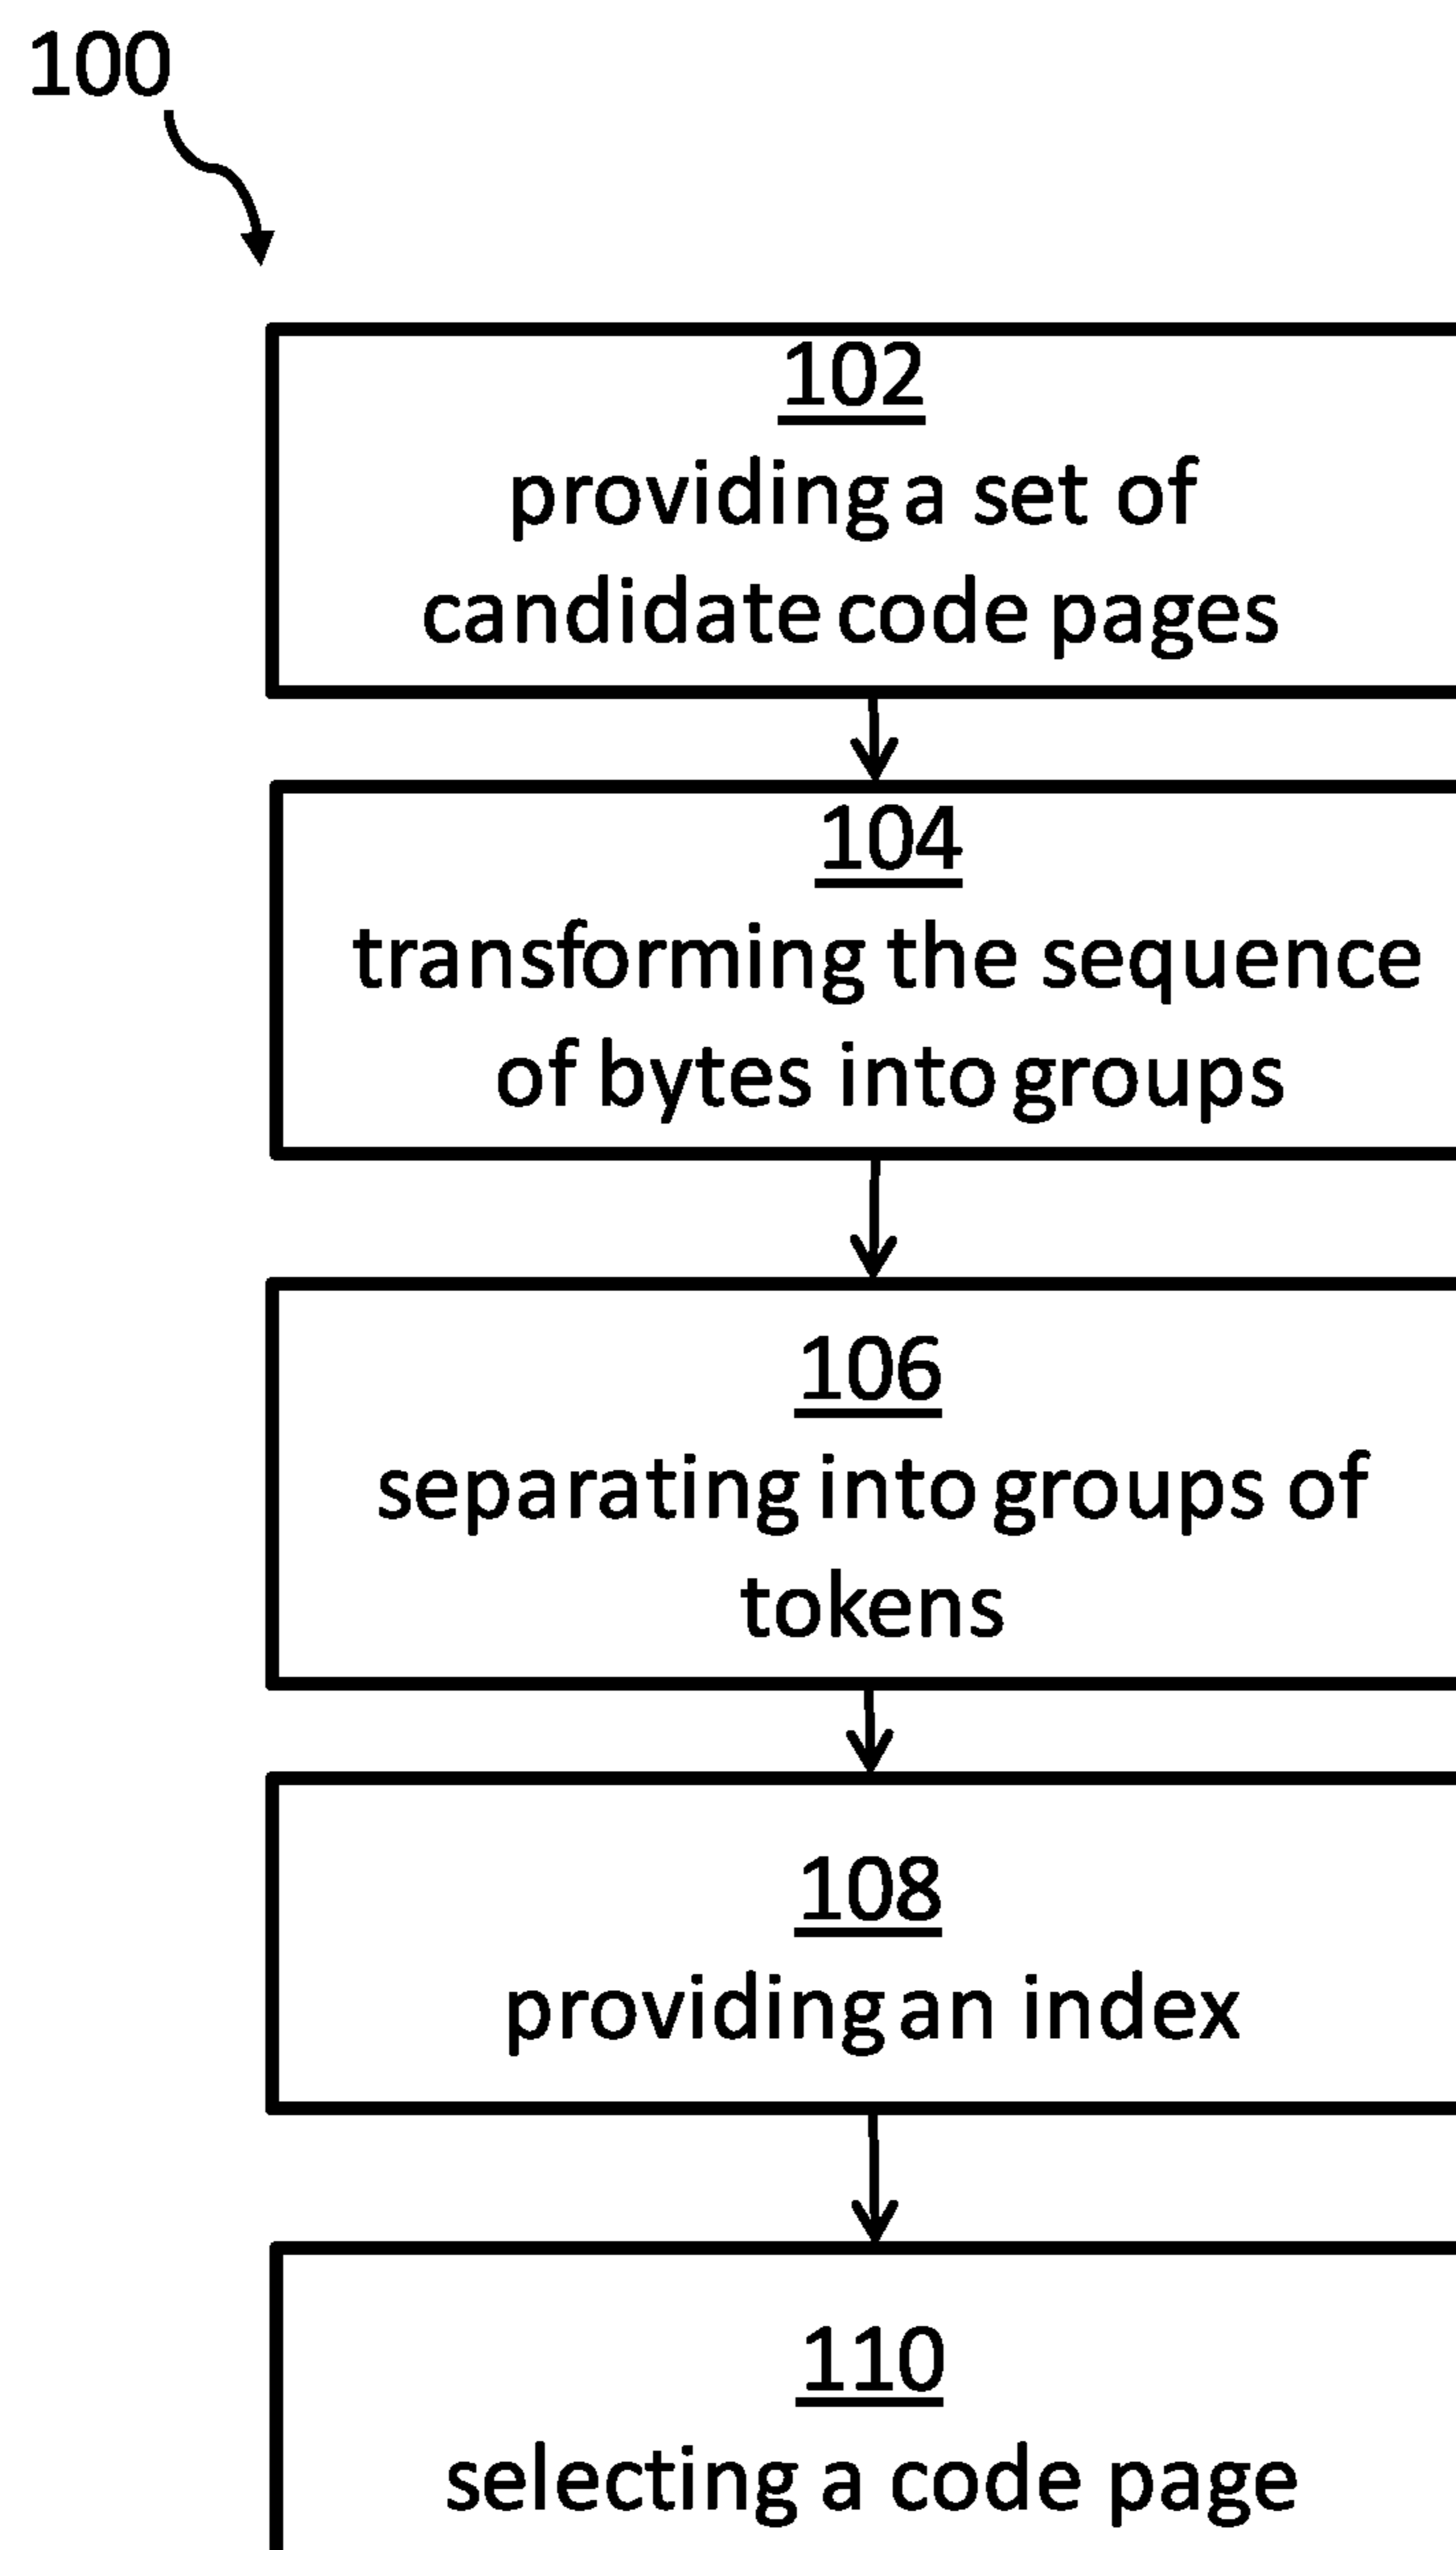 100
102
providing a set of
candidate code pages
104
transforming the sequence
of bytes into groups
106
separating into groups of
tokens
108
providing an index
110
selecting a code page